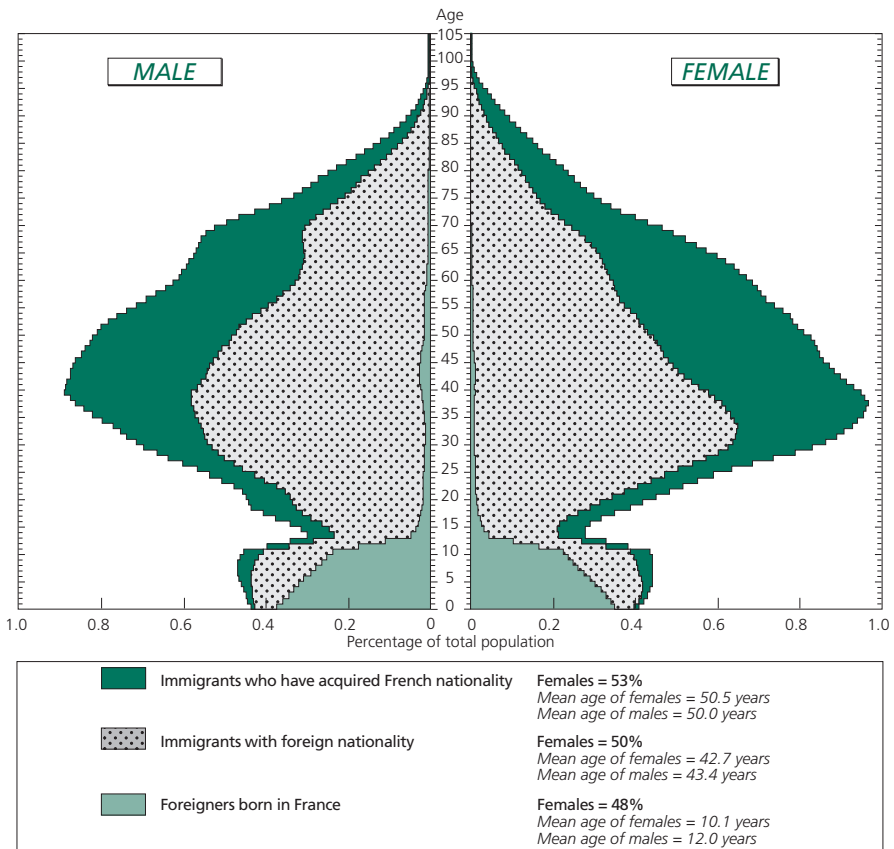 Age
MALE
FEMALE
105
100
95
90
85
80
75
70
65
60
55
50
45
40
35
30
25
20
15
10
5
0
1.0 0.8 0.6 0.4 0.2 0 0 0.2 0.4 0.6 0.8 1.0
Percentage of total population
Immigrants who have acquired French nationality Females = 53%
Mean age of females = 50.5 years
Mean age of males = 50.0 years
Immigrants with foreign nationality Females = 50%
Mean age of females = 42.7 years
Mean age of males = 43.4 years
Foreigners born in France Females = 48%
Mean age of females = 10.1 years
Mean age of males = 12.0 years